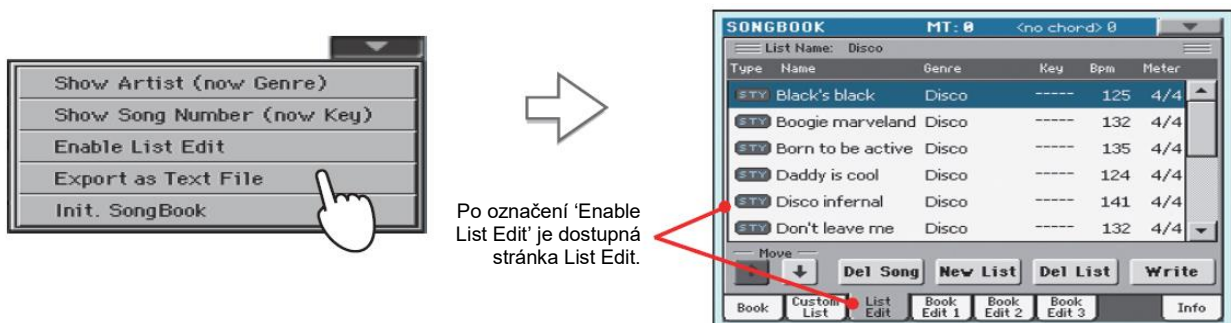 Show Artist (now Genre)
Show Song Number (now Key)
Enable List Edit
Export as Text File
Init. SongBook
Po označení ‘Enable
List Edit’ je dostupná
stránka List Edit.
SONGBOOK MT: 0 <no chord> 0
List Name: Disco
Type Name Genre Key Bpm Meter
STY Black's black Disco ----- 125 4/4
STY Boogie marveland Disco ----- 132 4/4
STY Born to be active Disco ----- 135 4/4
STY Daddy is cool Disco ----- 124 4/4
STY Disco infernal Disco ----- 141 4/4
STY Don't leave me Disco ----- 132 4/4
Move
Del Song New List Del List Write
Book Custom List List Edit Book Edit 1 Book Edit 2 Book Edit 3 Info